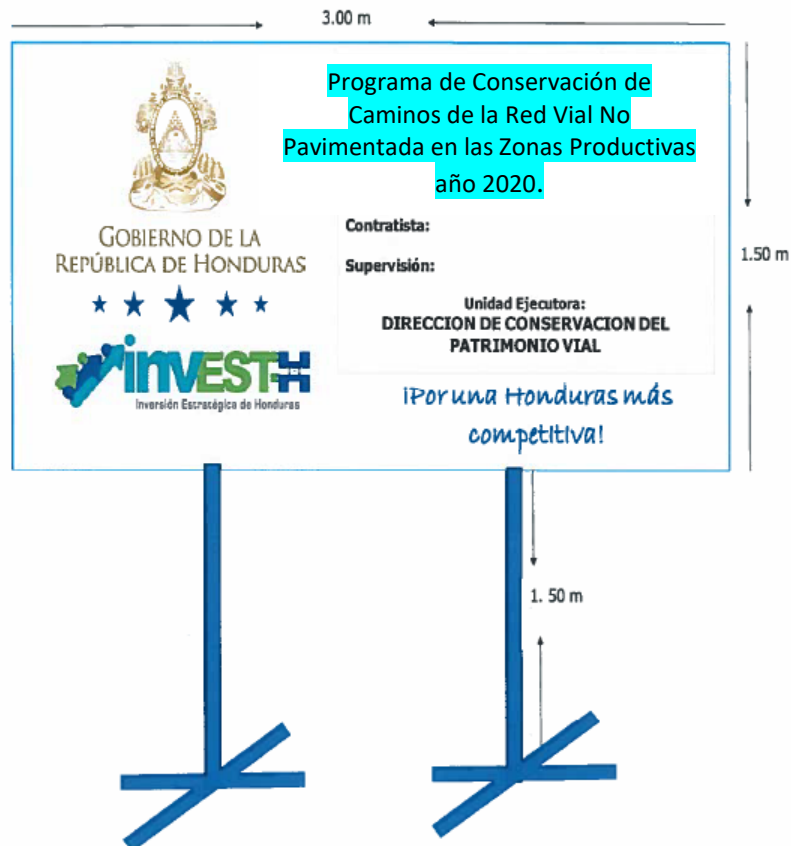 3.00 m
Programa de Conservación de
Caminos de la Red Vial No
Pavimentada en las Zonas Productivas
año 2020.
GOBIERNO DE LA
REPÚBLICA DE HONDURAS
INVEST-H
Inversión Estratégica de Honduras
Contratista:
Supervisión:
Unidad Ejecutora:
DIRECCION DE CONSERVACION DEL
PATRIMONIO VIAL
¡Por una Honduras más
competitiva!
1.50 m
1. 50 m